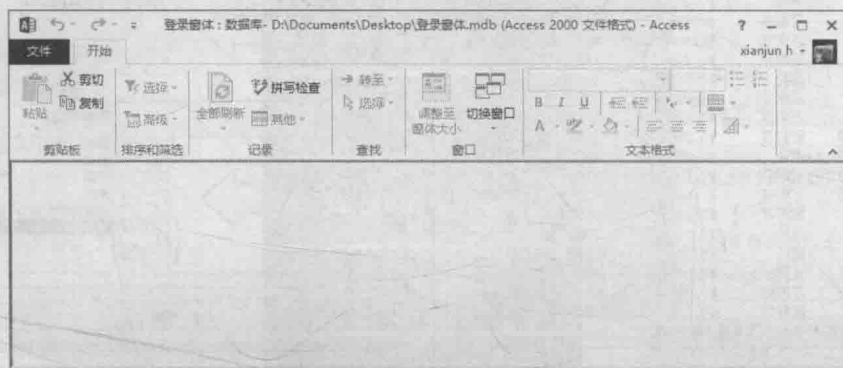 登录窗体 : 数据库- D:\Documents\Desktop\登录窗体.mdb (Access 2000 文件格式) - Access
文件 开始 xianjun h
粘贴 剪切 复制
选择 高级
全部刷新 拼写检查 其他
转至 选择
调整至窗体大小 切换窗口
B I U
A
剪贴板 排序和筛选 记录 查找 窗口 文本格式